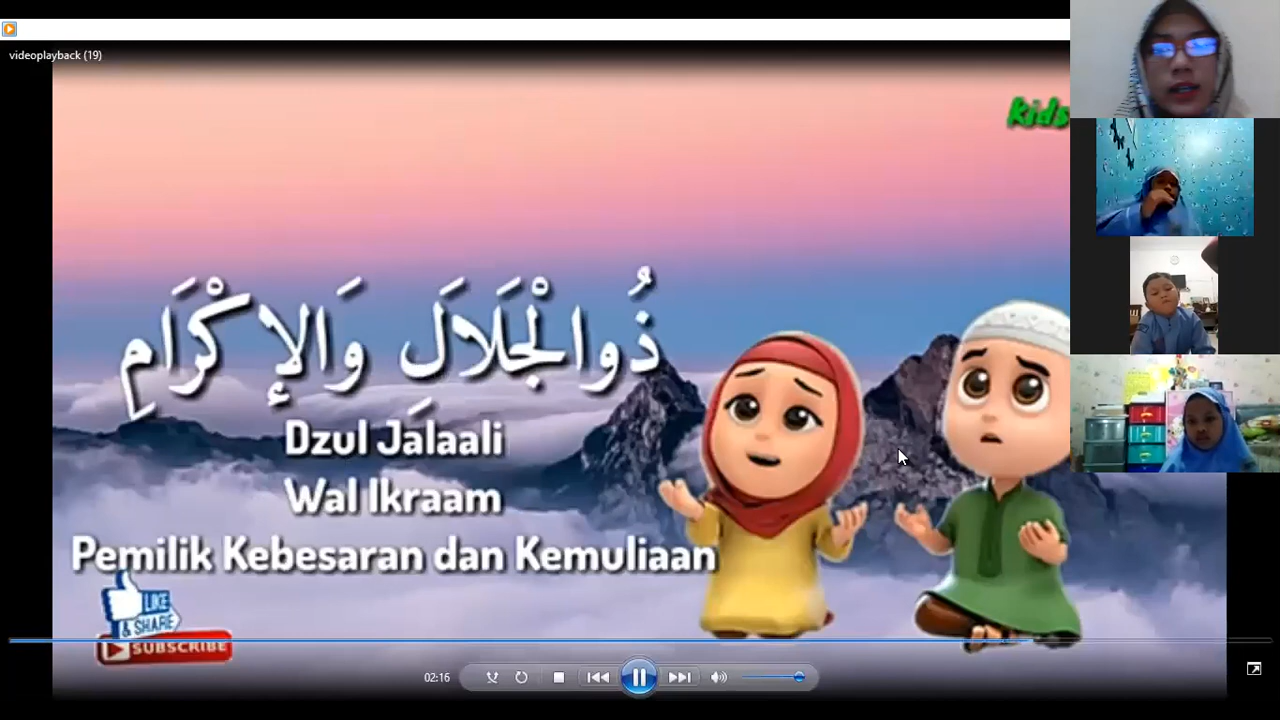 videoplayback (19)
Kids
ذُوالْجَلَالِ وَالإِكْرَامِ
Dzul Jalaali
Wal Ikraam
Pemilik Kebesaran dan Kemuliaan
LIKE
& SHARE
SUBSCRIBE
02:16